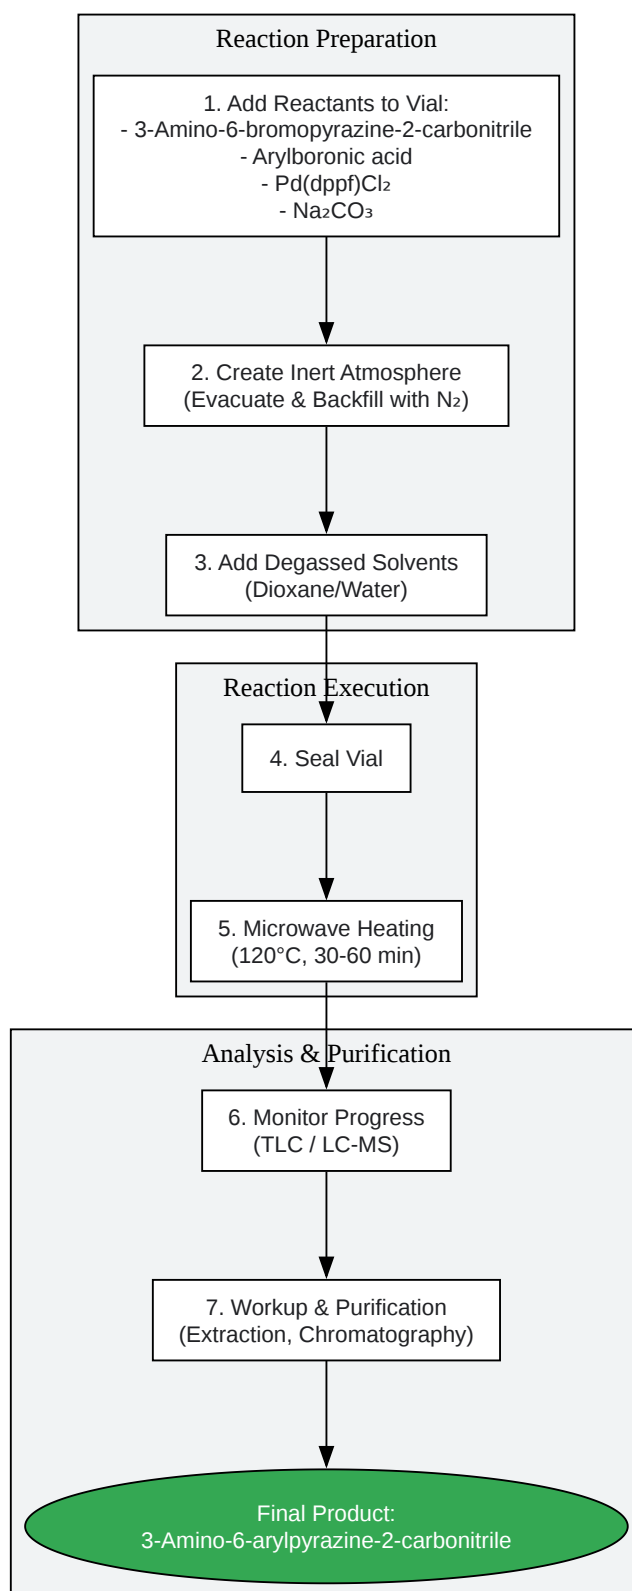 Reaction Preparation
1. Add Reactants to Vial:
- 3-Amino-6-bromopyrazine-2-carbonitrile
- Arylboronic acid
- Pd(dppf)Cl₂
- Na₂CO₃
2. Create Inert Atmosphere
(Evacuate & Backfill with N₂)
3. Add Degassed Solvents
(Dioxane/Water)
Reaction Execution
4. Seal Vial
5. Microwave Heating
(120°C, 30-60 min)
Analysis & Purification
6. Monitor Progress
(TLC / LC-MS)
7. Workup & Purification
(Extraction, Chromatography)
Final Product:
3-Amino-6-arylpyrazine-2-carbonitrile